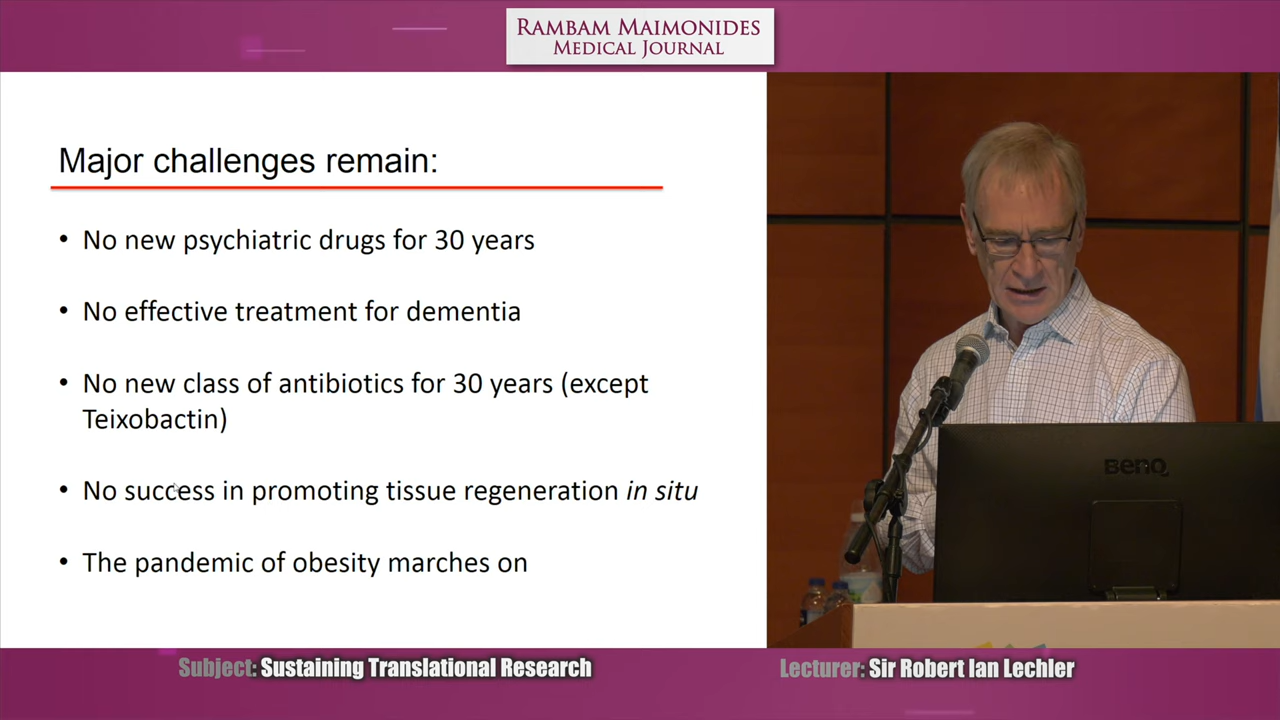 RAMBAM MAIMONIDES
MEDICAL JOURNAL
Major challenges remain:
• No new psychiatric drugs for 30 years
• No effective treatment for dementia
• No new class of antibiotics for 30 years (except
Teixobactin)
• No success in promoting tissue regeneration in situ
• The pandemic of obesity marches on
BenQ
Subject: Sustaining Translational Research
Lecturer: Sir Robert Ian Lechler